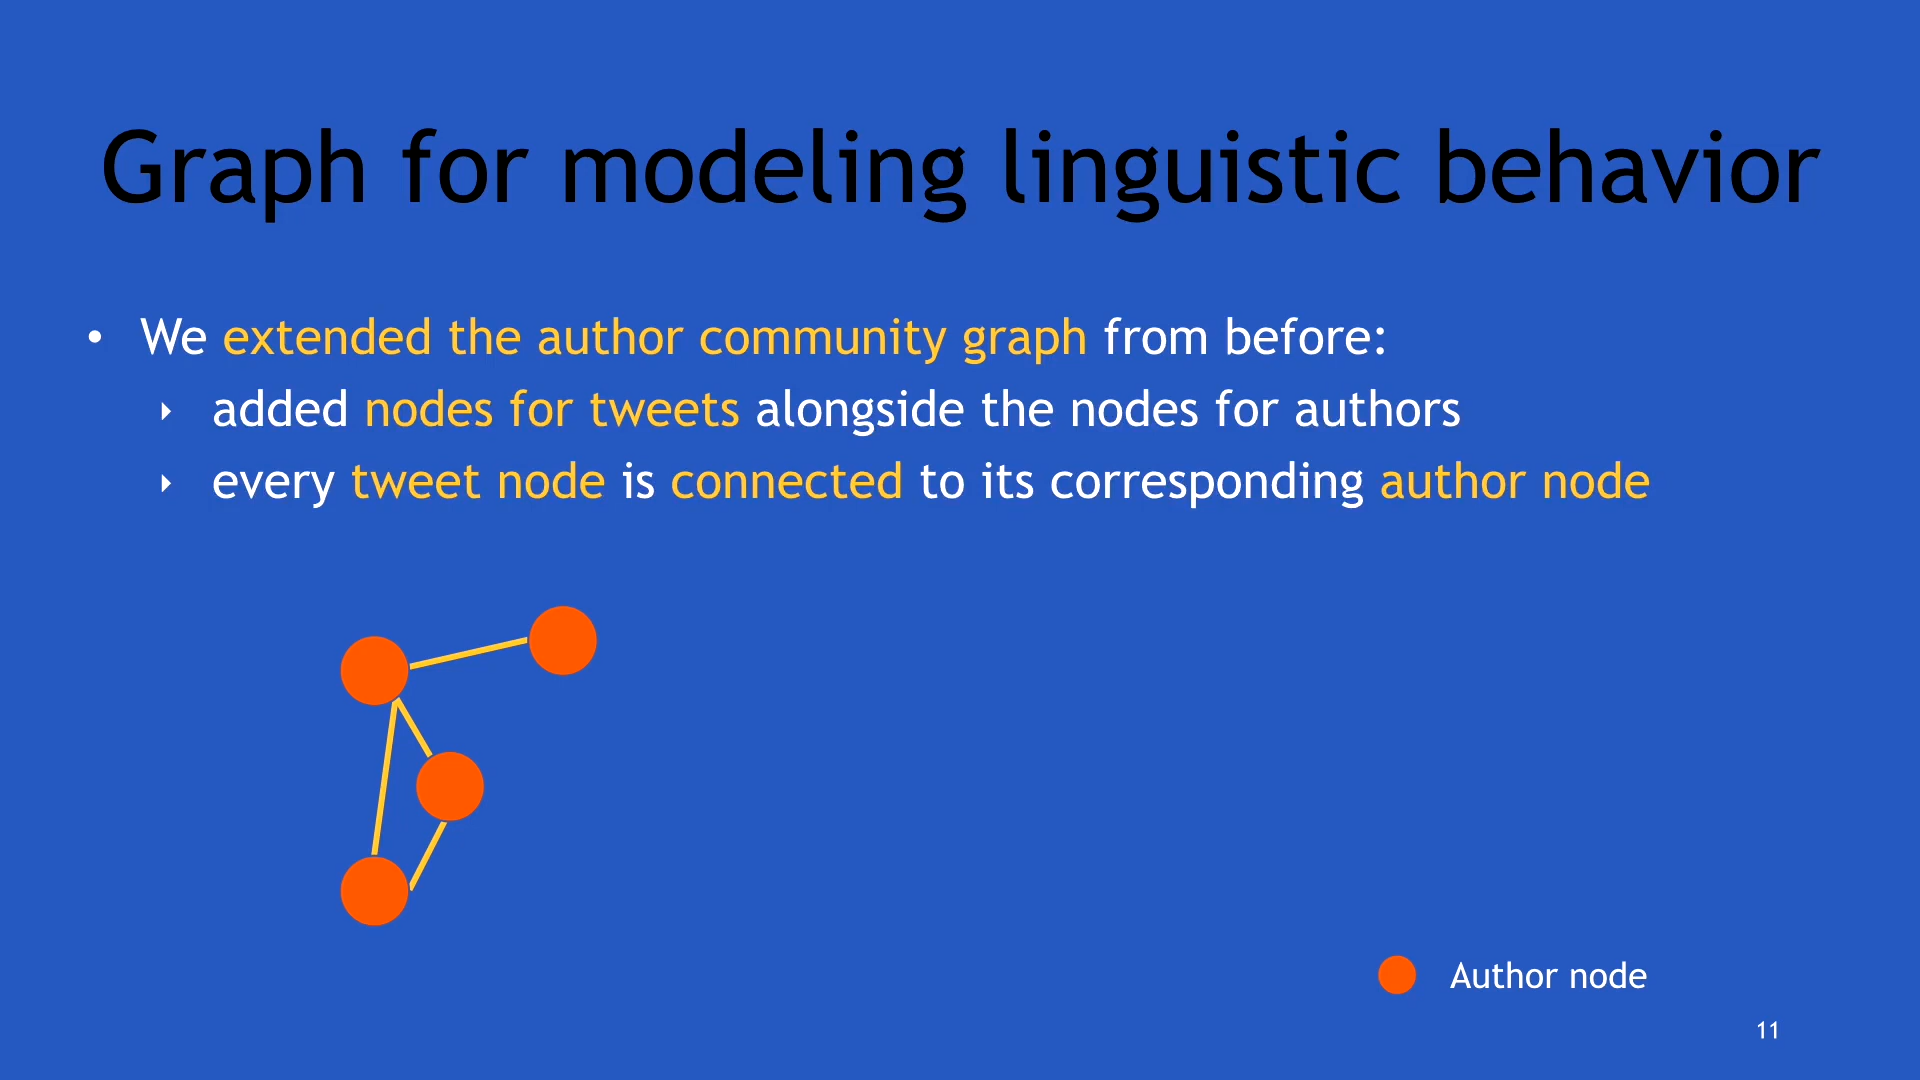 Graph for modeling linguistic behavior
• We extended the author community graph from before:
‣ added nodes for tweets alongside the nodes for authors
‣ every tweet node is connected to its corresponding author node
Author node
11